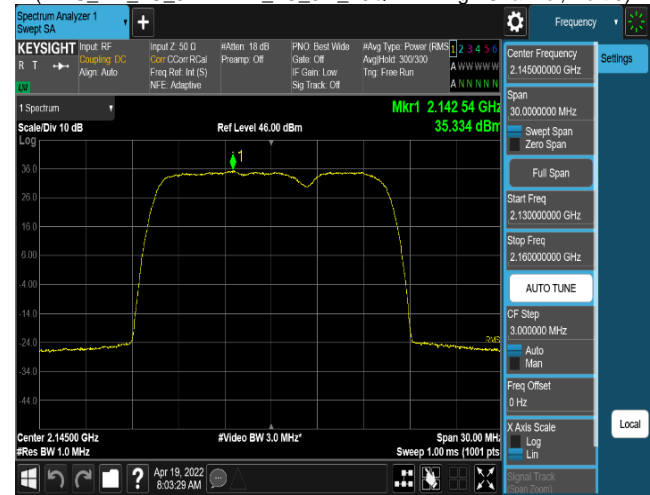 Spectrum Analyzer 1
Swept SA
Frequency
KEYSIGHT
R T
Input: RF
Coupling: DC
Align: Auto
Input Z: 50 Ω
Corr CCorr RCal
Freq Ref: Int (S)
NFE: Adaptive
#Atten: 18 dB
Preamp: Off
PNO: Best Wide
Gate: Off
IF Gain: Low
Sig Track: Off
#Avg Type: Power (RMS
Avg|Hold: 300/300
Trig: Free Run
1 2 3 4 5 6
A W W W W W
A N N N N N
Center Frequency
2.145000000 GHz
Settings
1 Spectrum
Mkr1 2.142 54 GHz
Scale/Div 10 dB
Ref Level 46.00 dBm
35.334 dBm
Log
1
36.0
26.0
16.0
6.00
-4.00
-14.0
-24.0
-34.0
-44.0
RMS
Span
30.0000000 MHz
Swept Span
Zero Span
Full Span
Start Freq
2.130000000 GHz
Stop Freq
2.160000000 GHz
AUTO TUNE
CF Step
3.000000 MHz
Auto
Man
Freq Offset
0 Hz
X Axis Scale
Log
Lin
Local
Signal Track
(Span Zoom)
Center 2.14500 GHz
#Video BW 3.0 MHz*
Span 30.00 MHz
#Res BW 1.0 MHz
Sweep 1.00 ms (1001 pts
?
Apr 19, 2022
8:03:29 AM